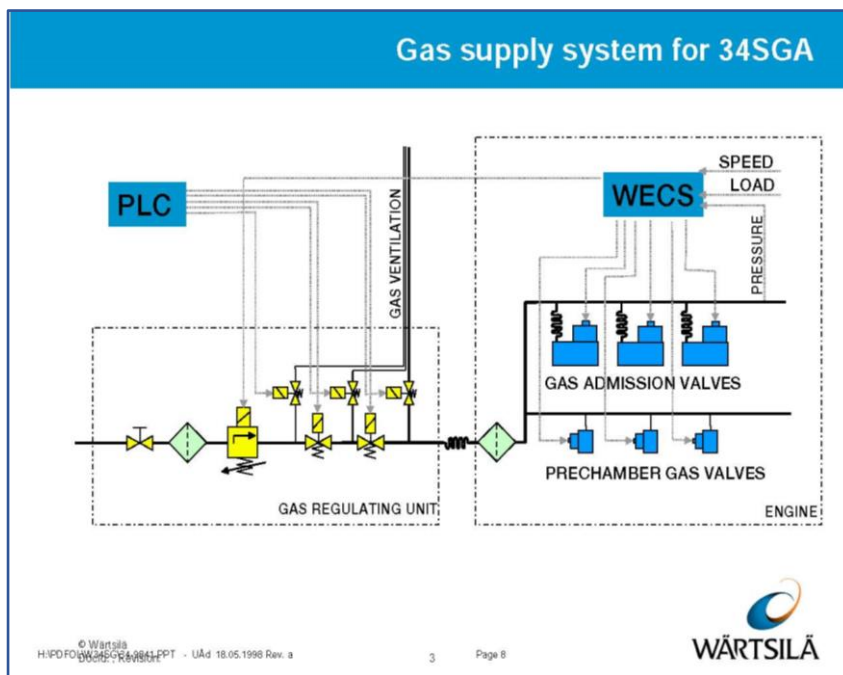 Gas supply system for 34SGA
PLC
GAS VENTILATION
WECS
SPEED
LOAD
PRESSURE
GAS ADMISSION VALVES
PRECHAMBER GAS VALVES
GAS REGULATING UNIT
ENGINE
© Wärtsilä
UÅd 18.05.1998 Rev. a
3
Page 8
WÄRTSILÄ